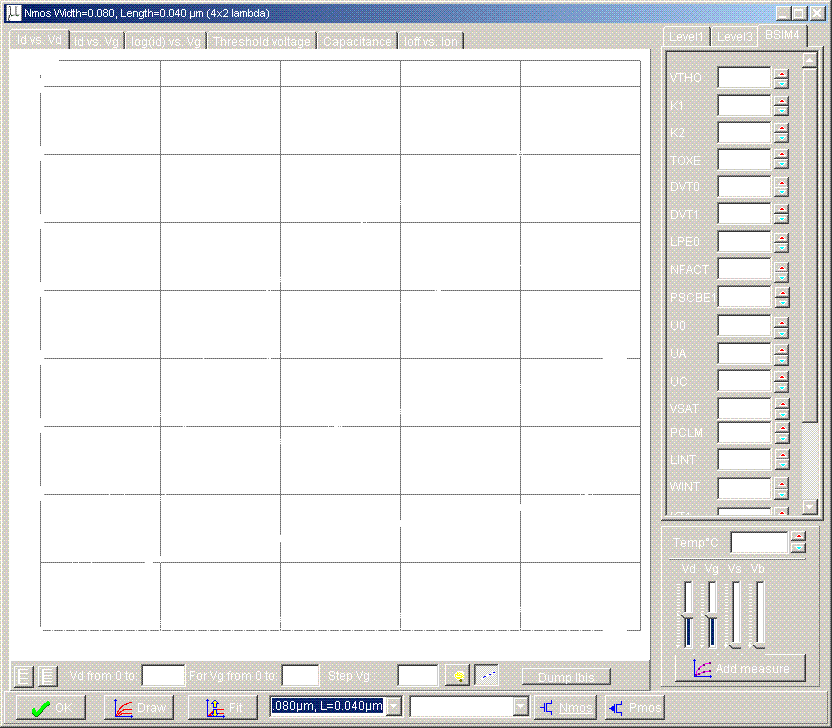 Nmos Width=0.080, Length=0.040 µm (4x2 lambda)
Id vs. Vd Id vs. Vg log(Id) vs. Vg Threshold voltage Capacitance Ioff vs. Ion
Level1 Level3 BSIM4
VTHO
K1
K2
TOXE
DVT0
DVT1
LPE0
NFACT
PSCBE
U0
UA
UC
VSAT
PCLM
LINT
WINT
Temp°C
Vd Vg Vs Vb
Add measure
Vd from 0 to: For Vg from 0 to: Step Vg Dump Ibis
OK Draw Fit 080µm, L=0.040µm Nmos Pmos